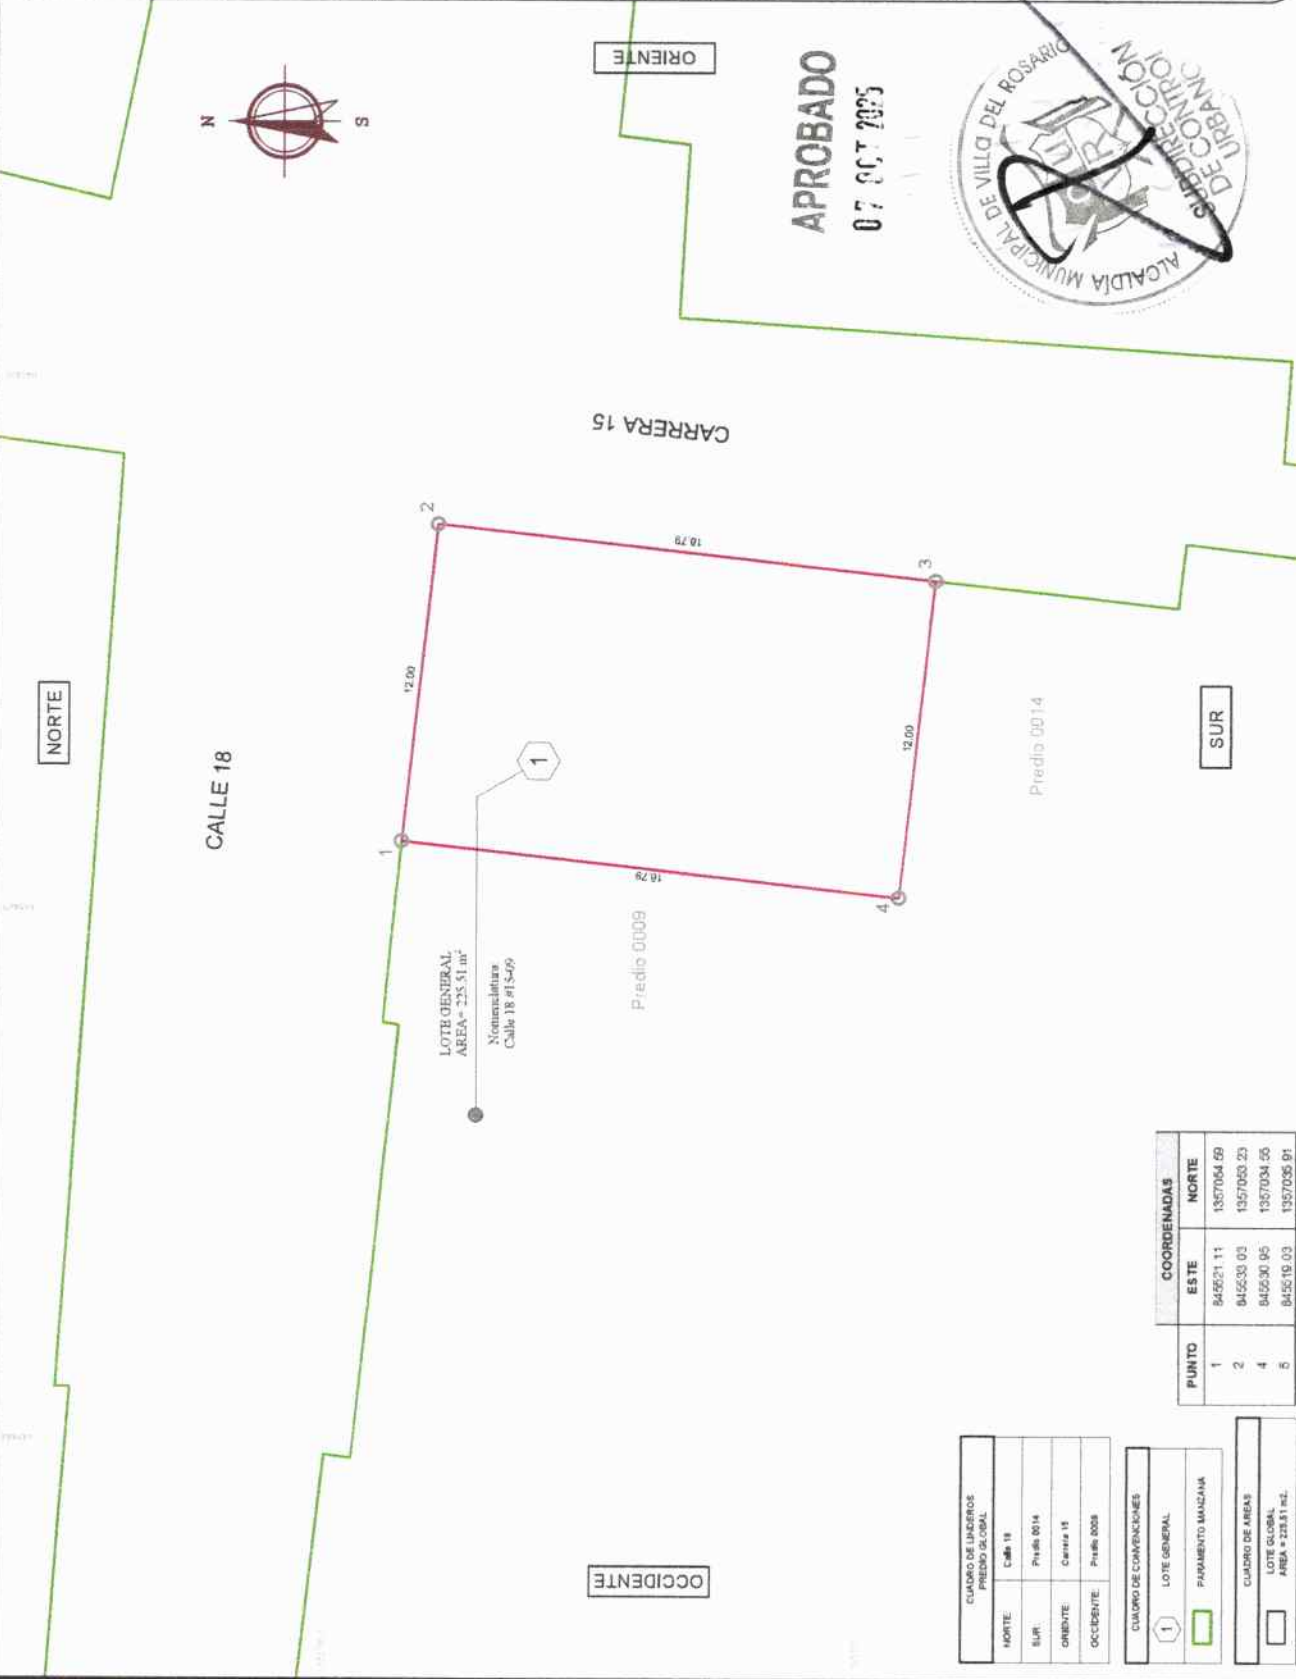 NORTE
N
S
CALLE 18
ORIENTE
CARRERA 15
APROBADO
07 OCT 2025
ALCALDÍA MUNICIPAL DE VILLA DEL ROSARIO
SUBDIRECCIÓN
DE CONTROL
URBANO
1
2
3
4
12.00
18.79
12.00
18.79
1
LOTE GENERAL
AREA= 225.51 m²
Nomenclatura
Calle 18 #15-09
Predio 0009
Predio 0014
SUR
OCCIDENTE
COORDENADAS
PUNTO ESTE NORTE
1 845521.11 1357054.59
2 845533.03 1357053.23
4 845530.95 1357034.55
5 845519.03 1357035.91
CUADRO DE LINDEROS
PREDIO GLOBAL
NORTE: Calle 18
SUR: Predio 0014
ORIENTE: Carrera 15
OCCIDENTE: Predio 0009
CUADRO DE CONVENCIONES
1 LOTE GENERAL
PARAMENTO MANZANA
CUADRO DE AREAS
LOTE GLOBAL
AREA = 225.51 m2.